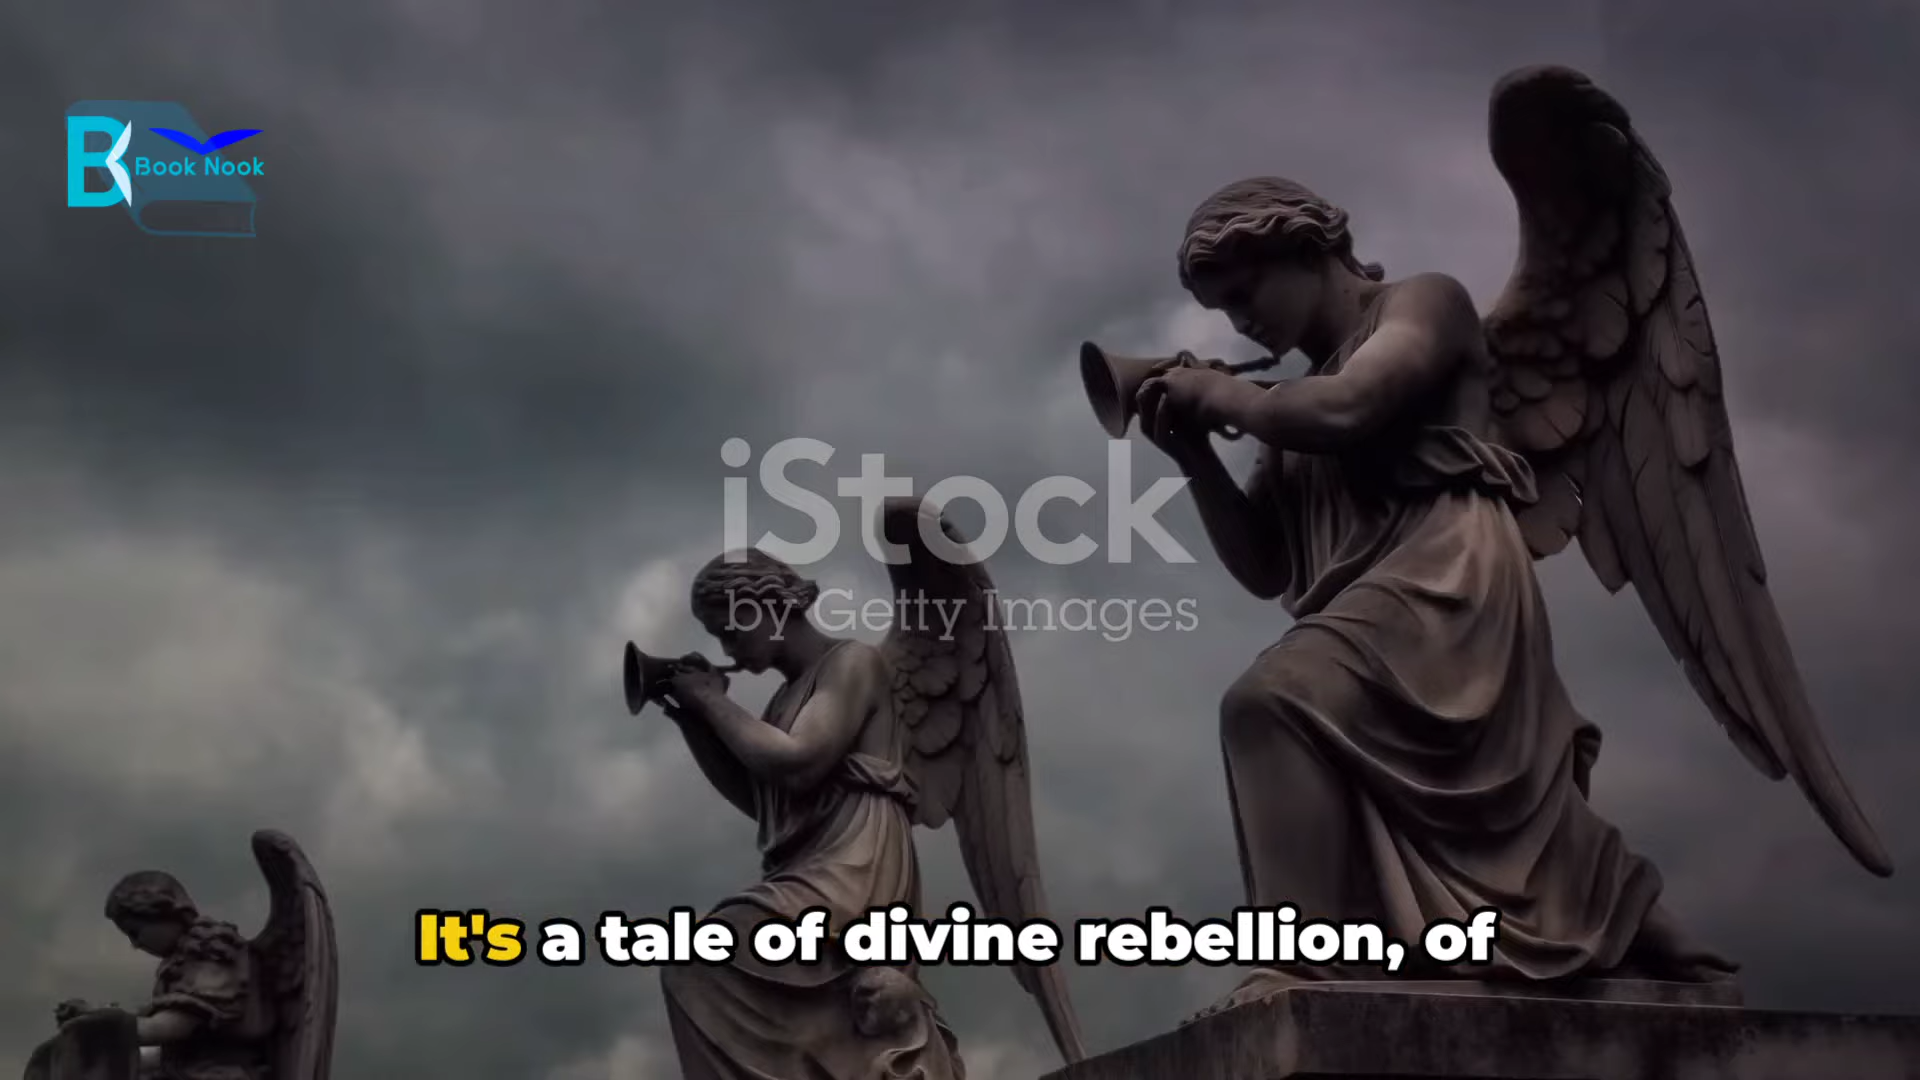 Book Nook
iStock
by Getty Images
It's a tale of divine rebellion, of